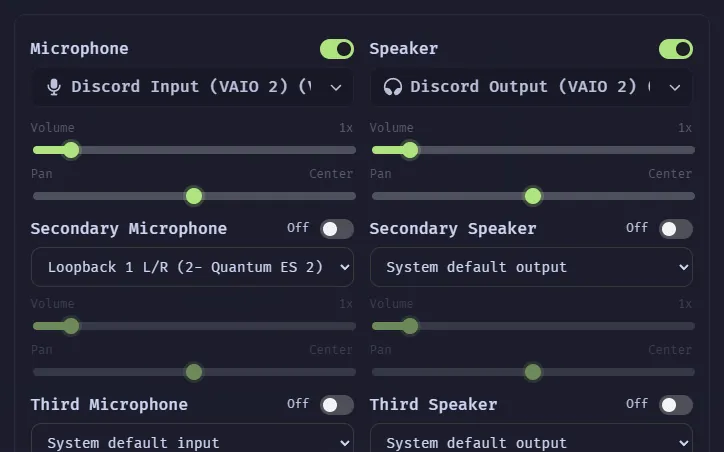 Microphone
Speaker
Discord Input (VAIO 2) (
Discord Output (VAIO 2) (
Volume 1x
Volume 1x
Pan Center
Pan Center
Secondary Microphone Off
Secondary Speaker Off
Loopback 1 L/R (2- Quantum ES 2)
System default output
Volume 1x
Volume 1x
Pan Center
Pan Center
Third Microphone Off
Third Speaker Off
System default input
System default output